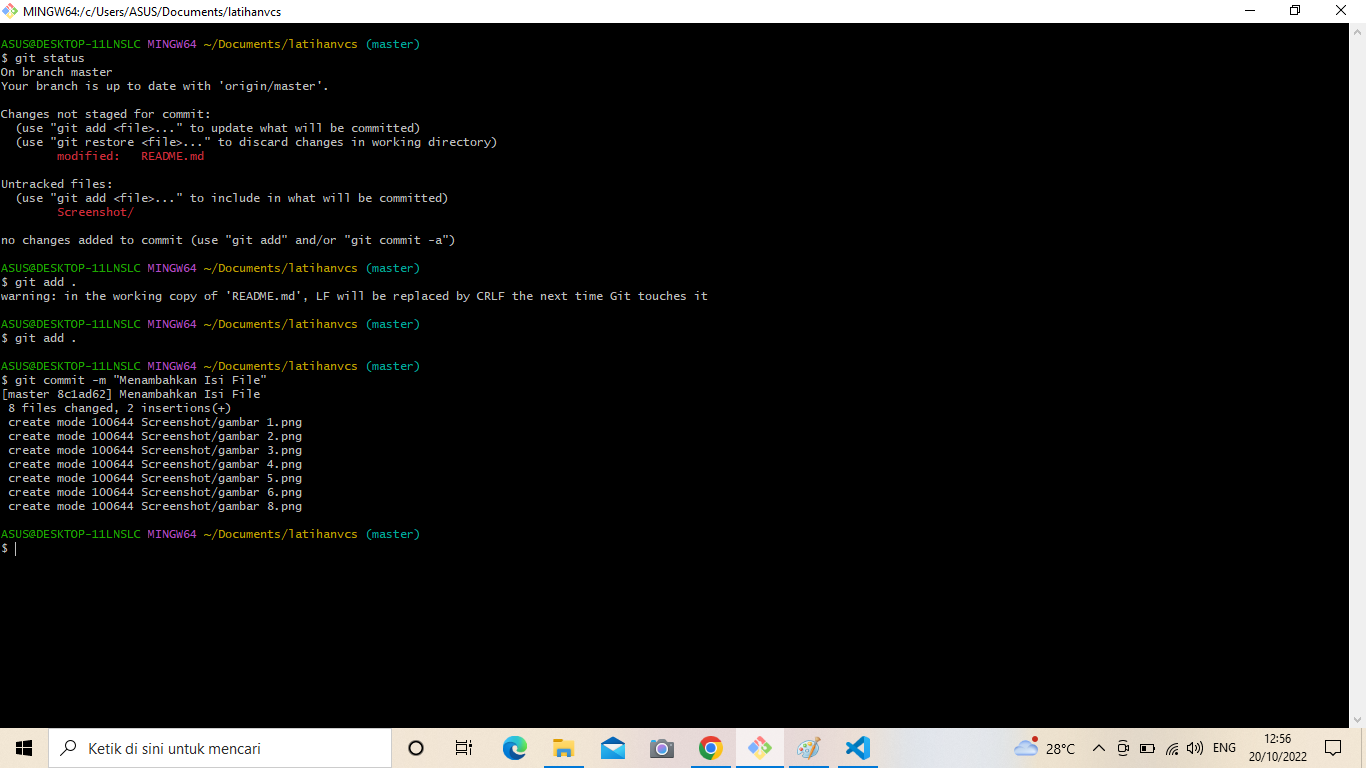 MINGW64:/c/Users/ASUS/Documents/latihanvcs
ASUS@DESKTOP-11LNSLC MINGW64 ~/Documents/latihanvcs (master)
$ git status
On branch master
Your branch is up to date with 'origin/master'.
Changes not staged for commit:
(use "git add <file>..." to update what will be committed)
(use "git restore <file>..." to discard changes in working directory)
modified:   README.md
Untracked files:
(use "git add <file>..." to include in what will be committed)
Screenshot/
no changes added to commit (use "git add" and/or "git commit -a")
ASUS@DESKTOP-11LNSLC MINGW64 ~/Documents/latihanvcs (master)
$ git add .
warning: in the working copy of 'README.md', LF will be replaced by CRLF the next time Git touches it
ASUS@DESKTOP-11LNSLC MINGW64 ~/Documents/latihanvcs (master)
$ git add .
ASUS@DESKTOP-11LNSLC MINGW64 ~/Documents/latihanvcs (master)
$ git commit -m "Menambahkan Isi File"
[master 8c1ad62] Menambahkan Isi File
8 files changed, 2 insertions(+)
create mode 100644 Screenshot/gambar 1.png
create mode 100644 Screenshot/gambar 2.png
create mode 100644 Screenshot/gambar 3.png
create mode 100644 Screenshot/gambar 4.png
create mode 100644 Screenshot/gambar 5.png
create mode 100644 Screenshot/gambar 6.png
create mode 100644 Screenshot/gambar 8.png
ASUS@DESKTOP-11LNSLC MINGW64 ~/Documents/latihanvcs (master)
$
Ketik di sini untuk mencari
28°C
ENG
12:56
20/10/2022